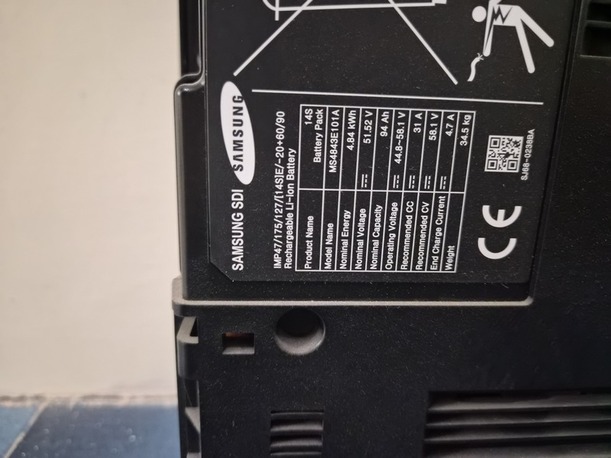 SAMSUNG SDI SAMSUNG
IMP47/175/127/[14S]E/-20+60/90
Rechargeable Li-ion Battery
Product Name 14S Battery Pack
Model Name MS4843E101A
Nominal Energy 4.84 kWh
Nominal Voltage 51.52 V
Nominal Capacity 94 Ah
Operating Voltage 44.8~58.1 V
Recommended CC 31 A
Recommended CV 58.1 V
End Charge Current 4.7 A
Weight 34.5 kg
CE
SJ68-02388A